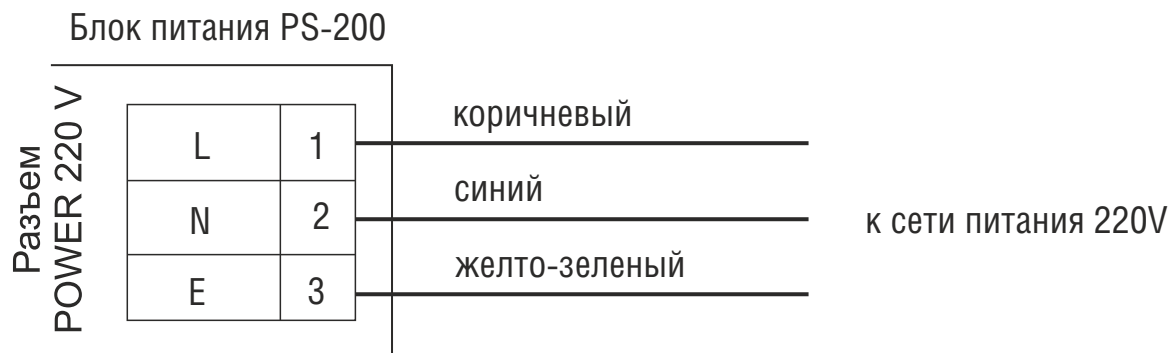 Блок питания PS-200
Разъем
POWER 220 V
L 1 коричневый
N 2 синий
E 3 желто-зеленый
к сети питания 220V